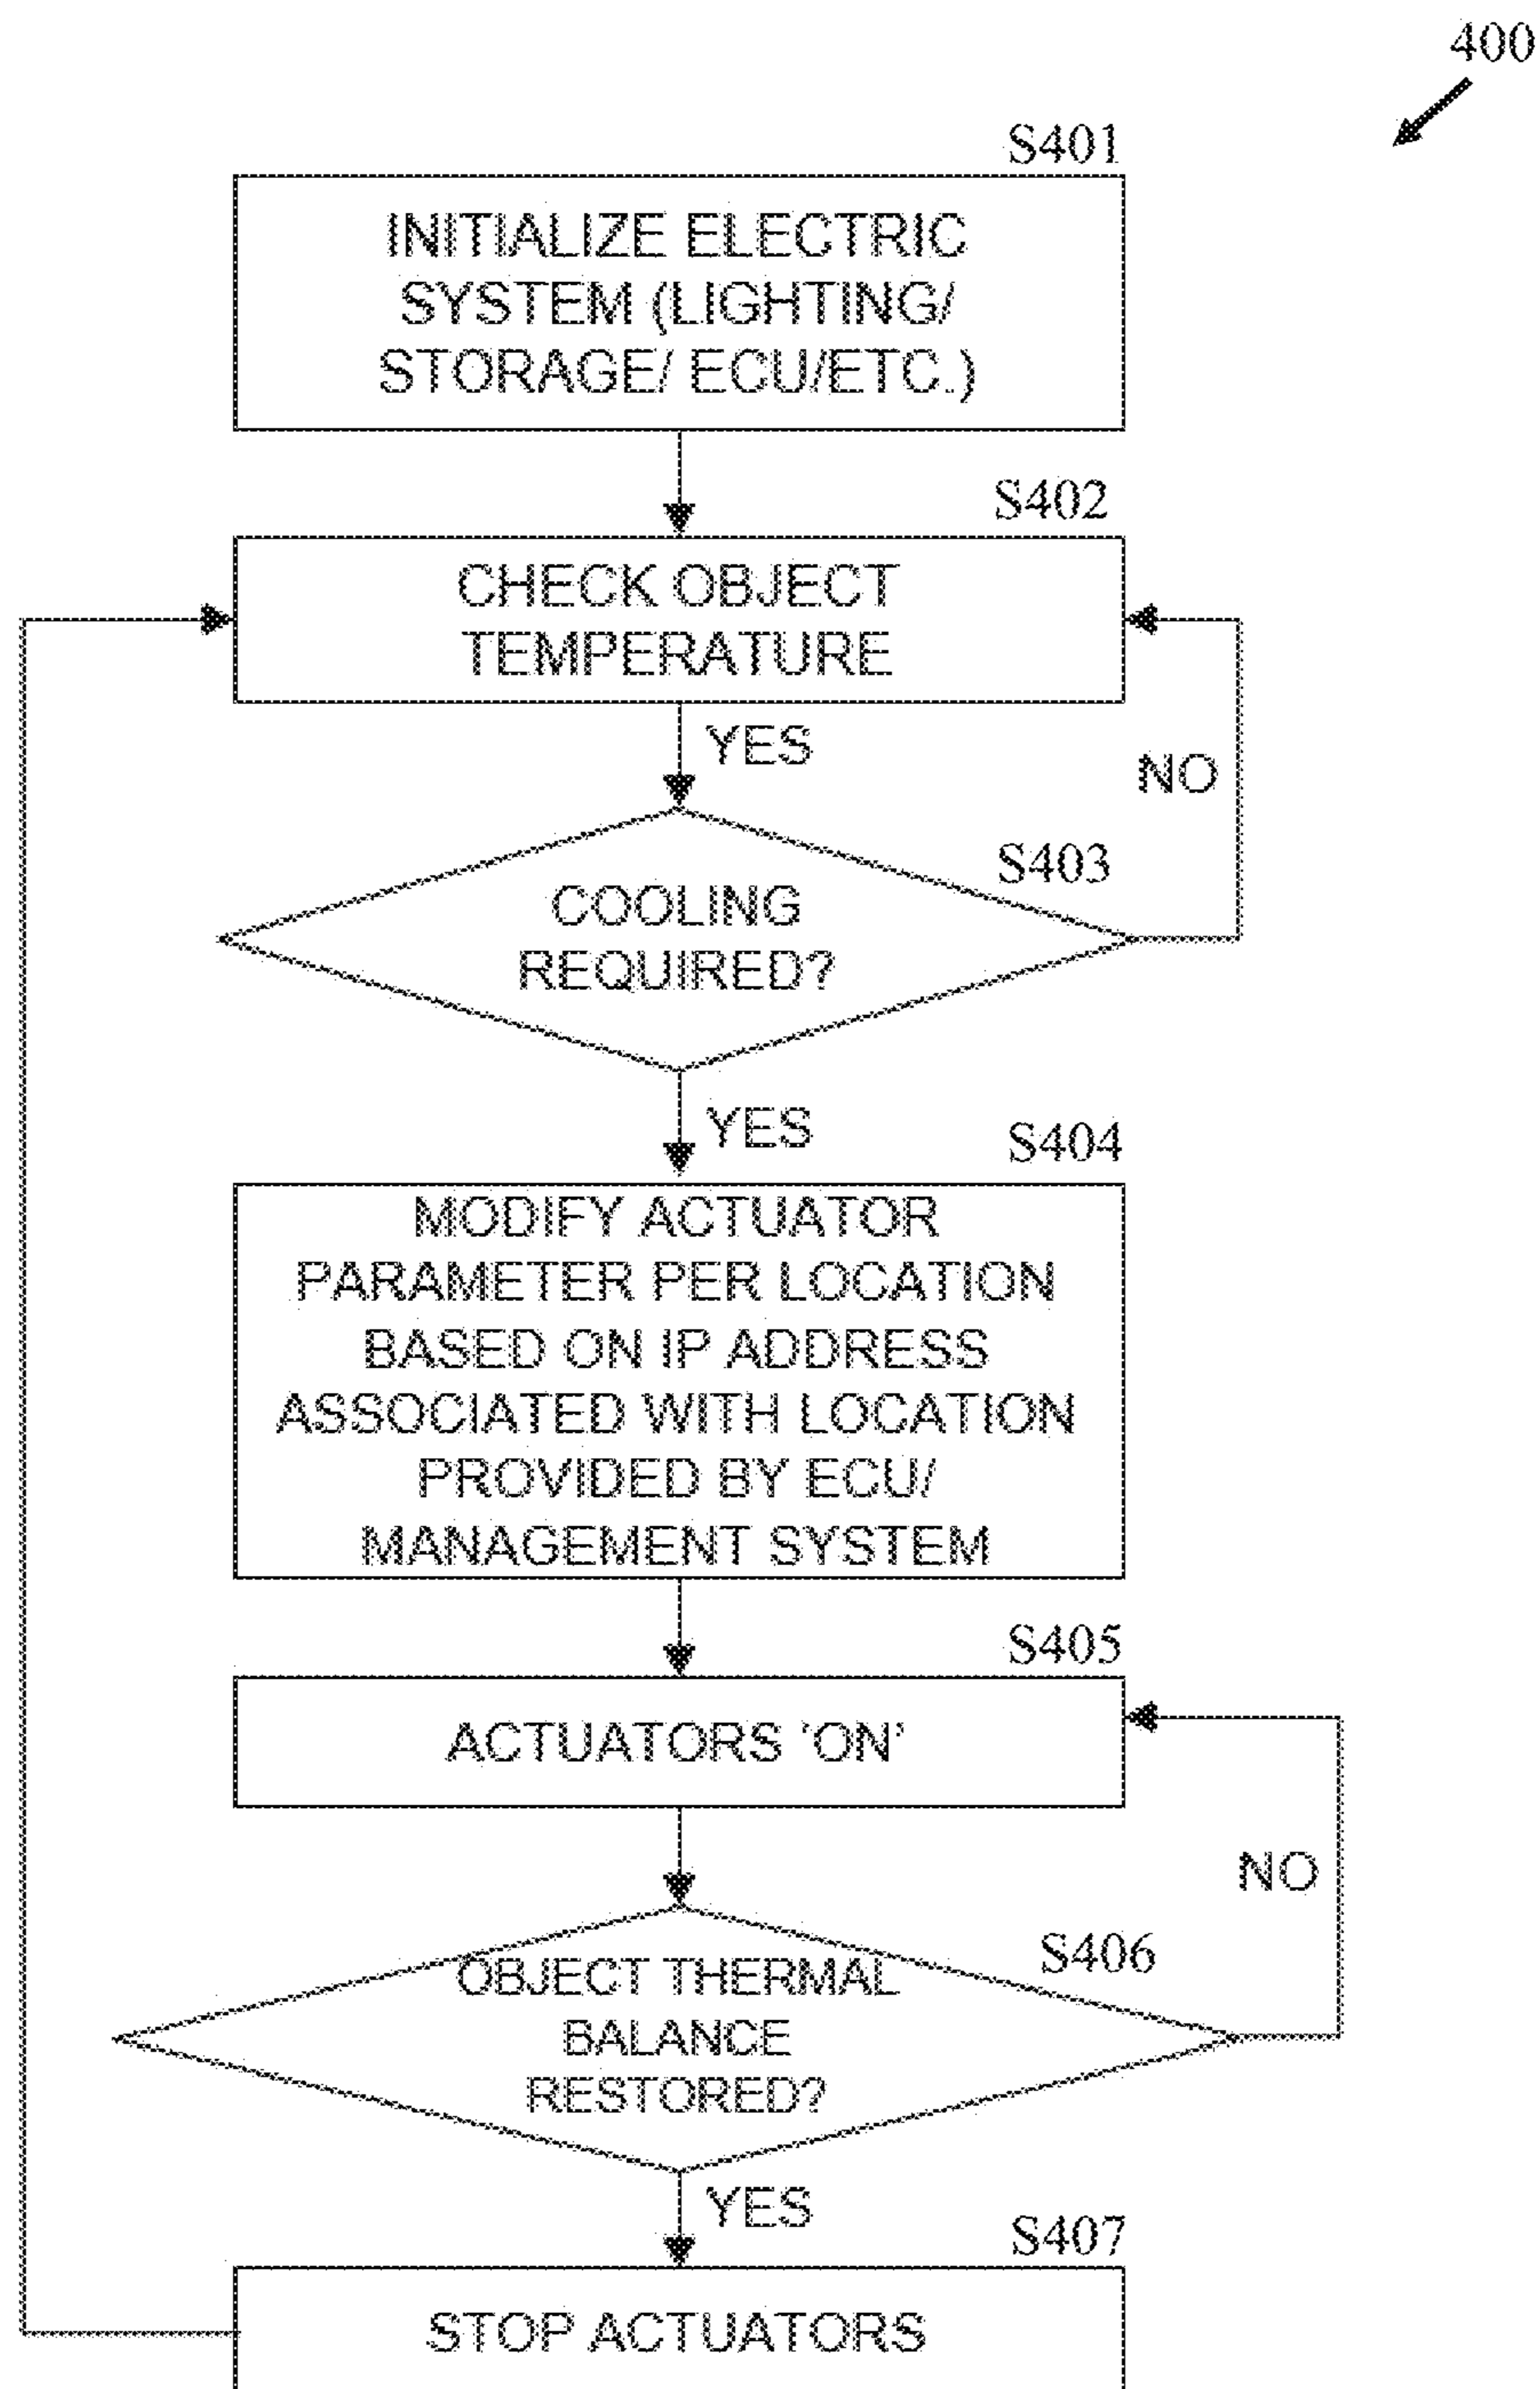 400
S401
INITIALIZE ELECTRIC
SYSTEM (LIGHTING/
STORAGE/ ECU/ETC.)
S402
CHECK OBJECT
TEMPERATURE
YES
NO
S403
COOLING
REQUIRED?
YES
S404
MODIFY ACTUATOR
PARAMETER PER LOCATION
BASED ON IP ADDRESS
ASSOCIATED WITH LOCATION
PROVIDED BY ECU/
MANAGEMENT SYSTEM
S405
ACTUATORS 'ON'
NO
S406
OBJECT THERMAL
BALANCE
RESTORED?
YES
S407
STOP ACTUATORS